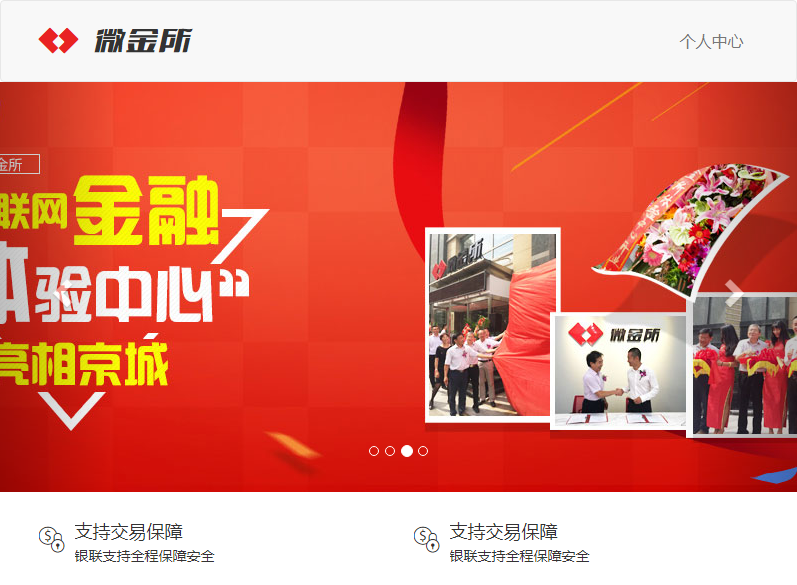 微金所
个人中心
金所
联网金融
体验中心”
亮相京城
微金所
微金所
支持交易保障
银联支持全程保障安全
支持交易保障
银联支持全程保障安全